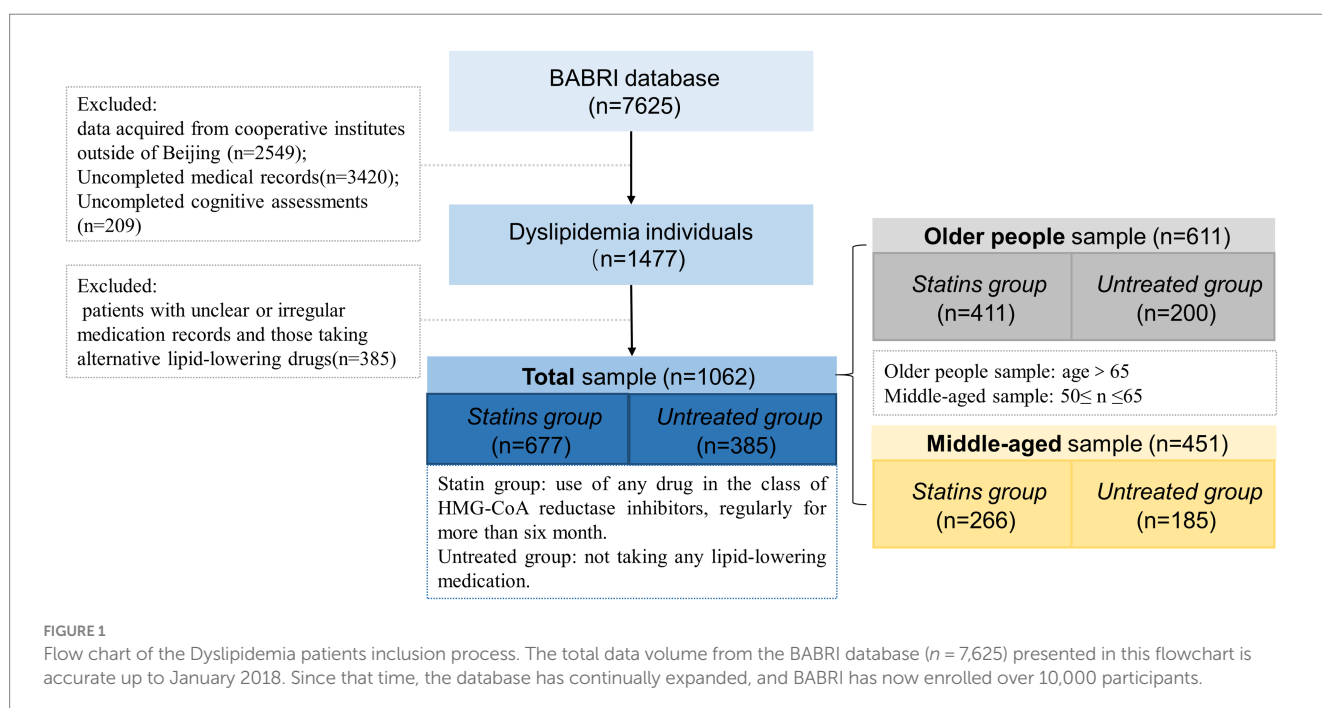 BABRI database
(n=7625)
Excluded:
data acquired from cooperative institutes
outside of Beijing (n=2549);
Uncompleted medical records(n=3420);
Uncompleted cognitive assessments
(n=209)
Dyslipidemia individuals
（n=1477)
Excluded:
patients with unclear or irregular
medication records and those taking
alternative lipid-lowering drugs(n=385)
Total sample (n=1062)
Statins group
(n=677)
Untreated group
(n=385)
Statin group: use of any drug in the class of
HMG-CoA reductase inhibitors, regularly for
more than six month.
Untreated group: not taking any lipid-lowering
medication.
Older people sample (n=611)
Statins group
(n=411)
Untreated group
(n=200)
Older people sample: age > 65
Middle-aged sample: 50≤ n ≤65
Middle-aged sample (n=451)
Statins group
(n=266)
Untreated group
(n=185)
FIGURE 1
Flow chart of the Dyslipidemia patients inclusion process. The total data volume from the BABRI database (n = 7,625) presented in this flowchart is
accurate up to January 2018. Since that time, the database has continually expanded, and BABRI has now enrolled over 10,000 participants.